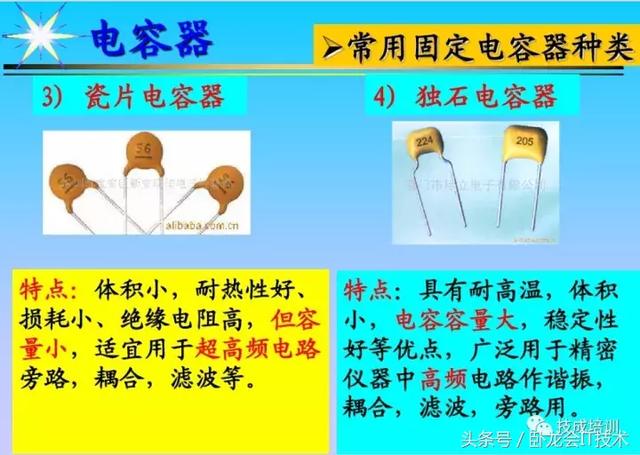 电容器
常用固定电容器种类
3) 瓷片电容器
4) 独石电容器
56
224
205
alibaba.com.cn
特点：体积小，耐热性好、
损耗小、绝缘电阻高，但容
量小，适宜用于超高频电路
旁路，耦合，滤波等。
特点：具有耐高温，体积
小，电容容量大，稳定性
好等优点，广泛用于精密
仪器中高频电路作谐振，
耦合，滤波，旁路用。
技成培训
头条号 / 卧龙会IT技术